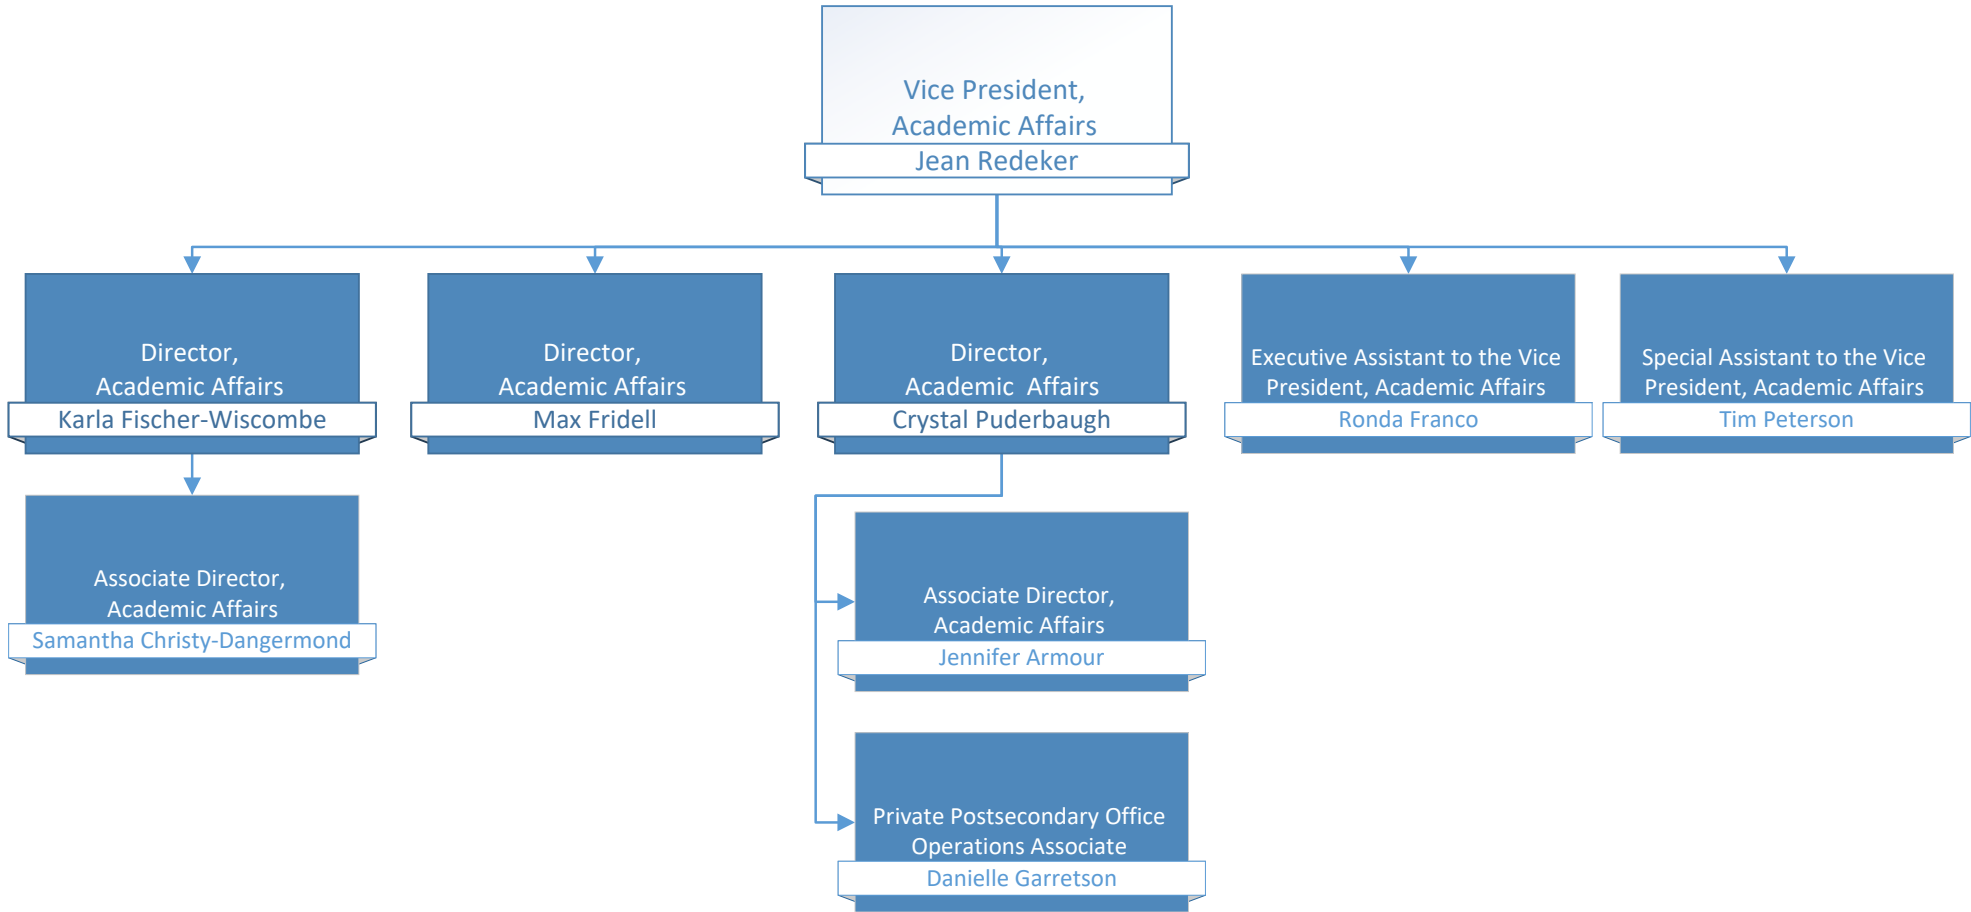 Vice President,
Academic Affairs
Jean Redeker
Director,
Academic Affairs
Karla Fischer-Wiscombe
Director,
Academic Affairs
Max Fridell
Director,
Academic  Affairs
Crystal Puderbaugh
Executive Assistant to the Vice
President, Academic Affairs
Ronda Franco
Special Assistant to the Vice
President, Academic Affairs
Tim Peterson
Associate Director,
Academic Affairs
Samantha Christy-Dangermond
Associate Director,
Academic Affairs
Jennifer Armour
Private Postsecondary Office
Operations Associate
Danielle Garretson